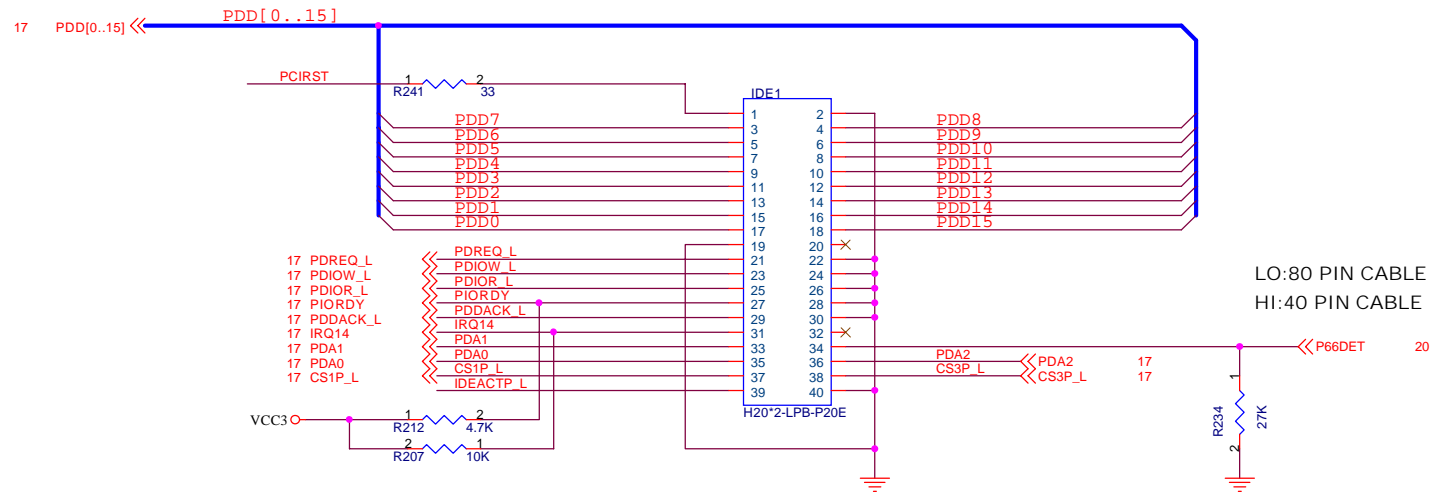 PDD[0..15]
17 PDD[0..15]
PCIRST
1 2
R241 33
IDE1
1 2
PDD7 3 4 PDD8
PDD6 5 6 PDD9
PDD5 7 8 PDD10
PDD4 9 10 PDD11
PDD3 11 12 PDD12
PDD2 13 14 PDD13
PDD1 15 16 PDD14
PDD0 17 18 PDD15
19 20
17 PDREQ_L PDREQ_L 21 22
17 PDIOW_L PDIOW_L 23 24
17 PDIOR_L PDIOR_L 25 26
17 PIORDY PIORDY 27 28
17 PDDACK_L PDDACK_L 29 30
17 IRQ14 IRQ14 31 32
17 PDA1 PDA1 33 34
17 PDA0 PDA0 35 36 PDA2 PDA2 17
17 CS1P_L CS1P_L 37 38 CS3P_L CS3P_L 17
IDEACTP_L 39 40
H20*2-LPB-P20E
LO:80 PIN CABLE
HI:40 PIN CABLE
P66DET 20
1
R234 27K
2
VCC3
1 2
R212 4.7K
2 1
R207 10K